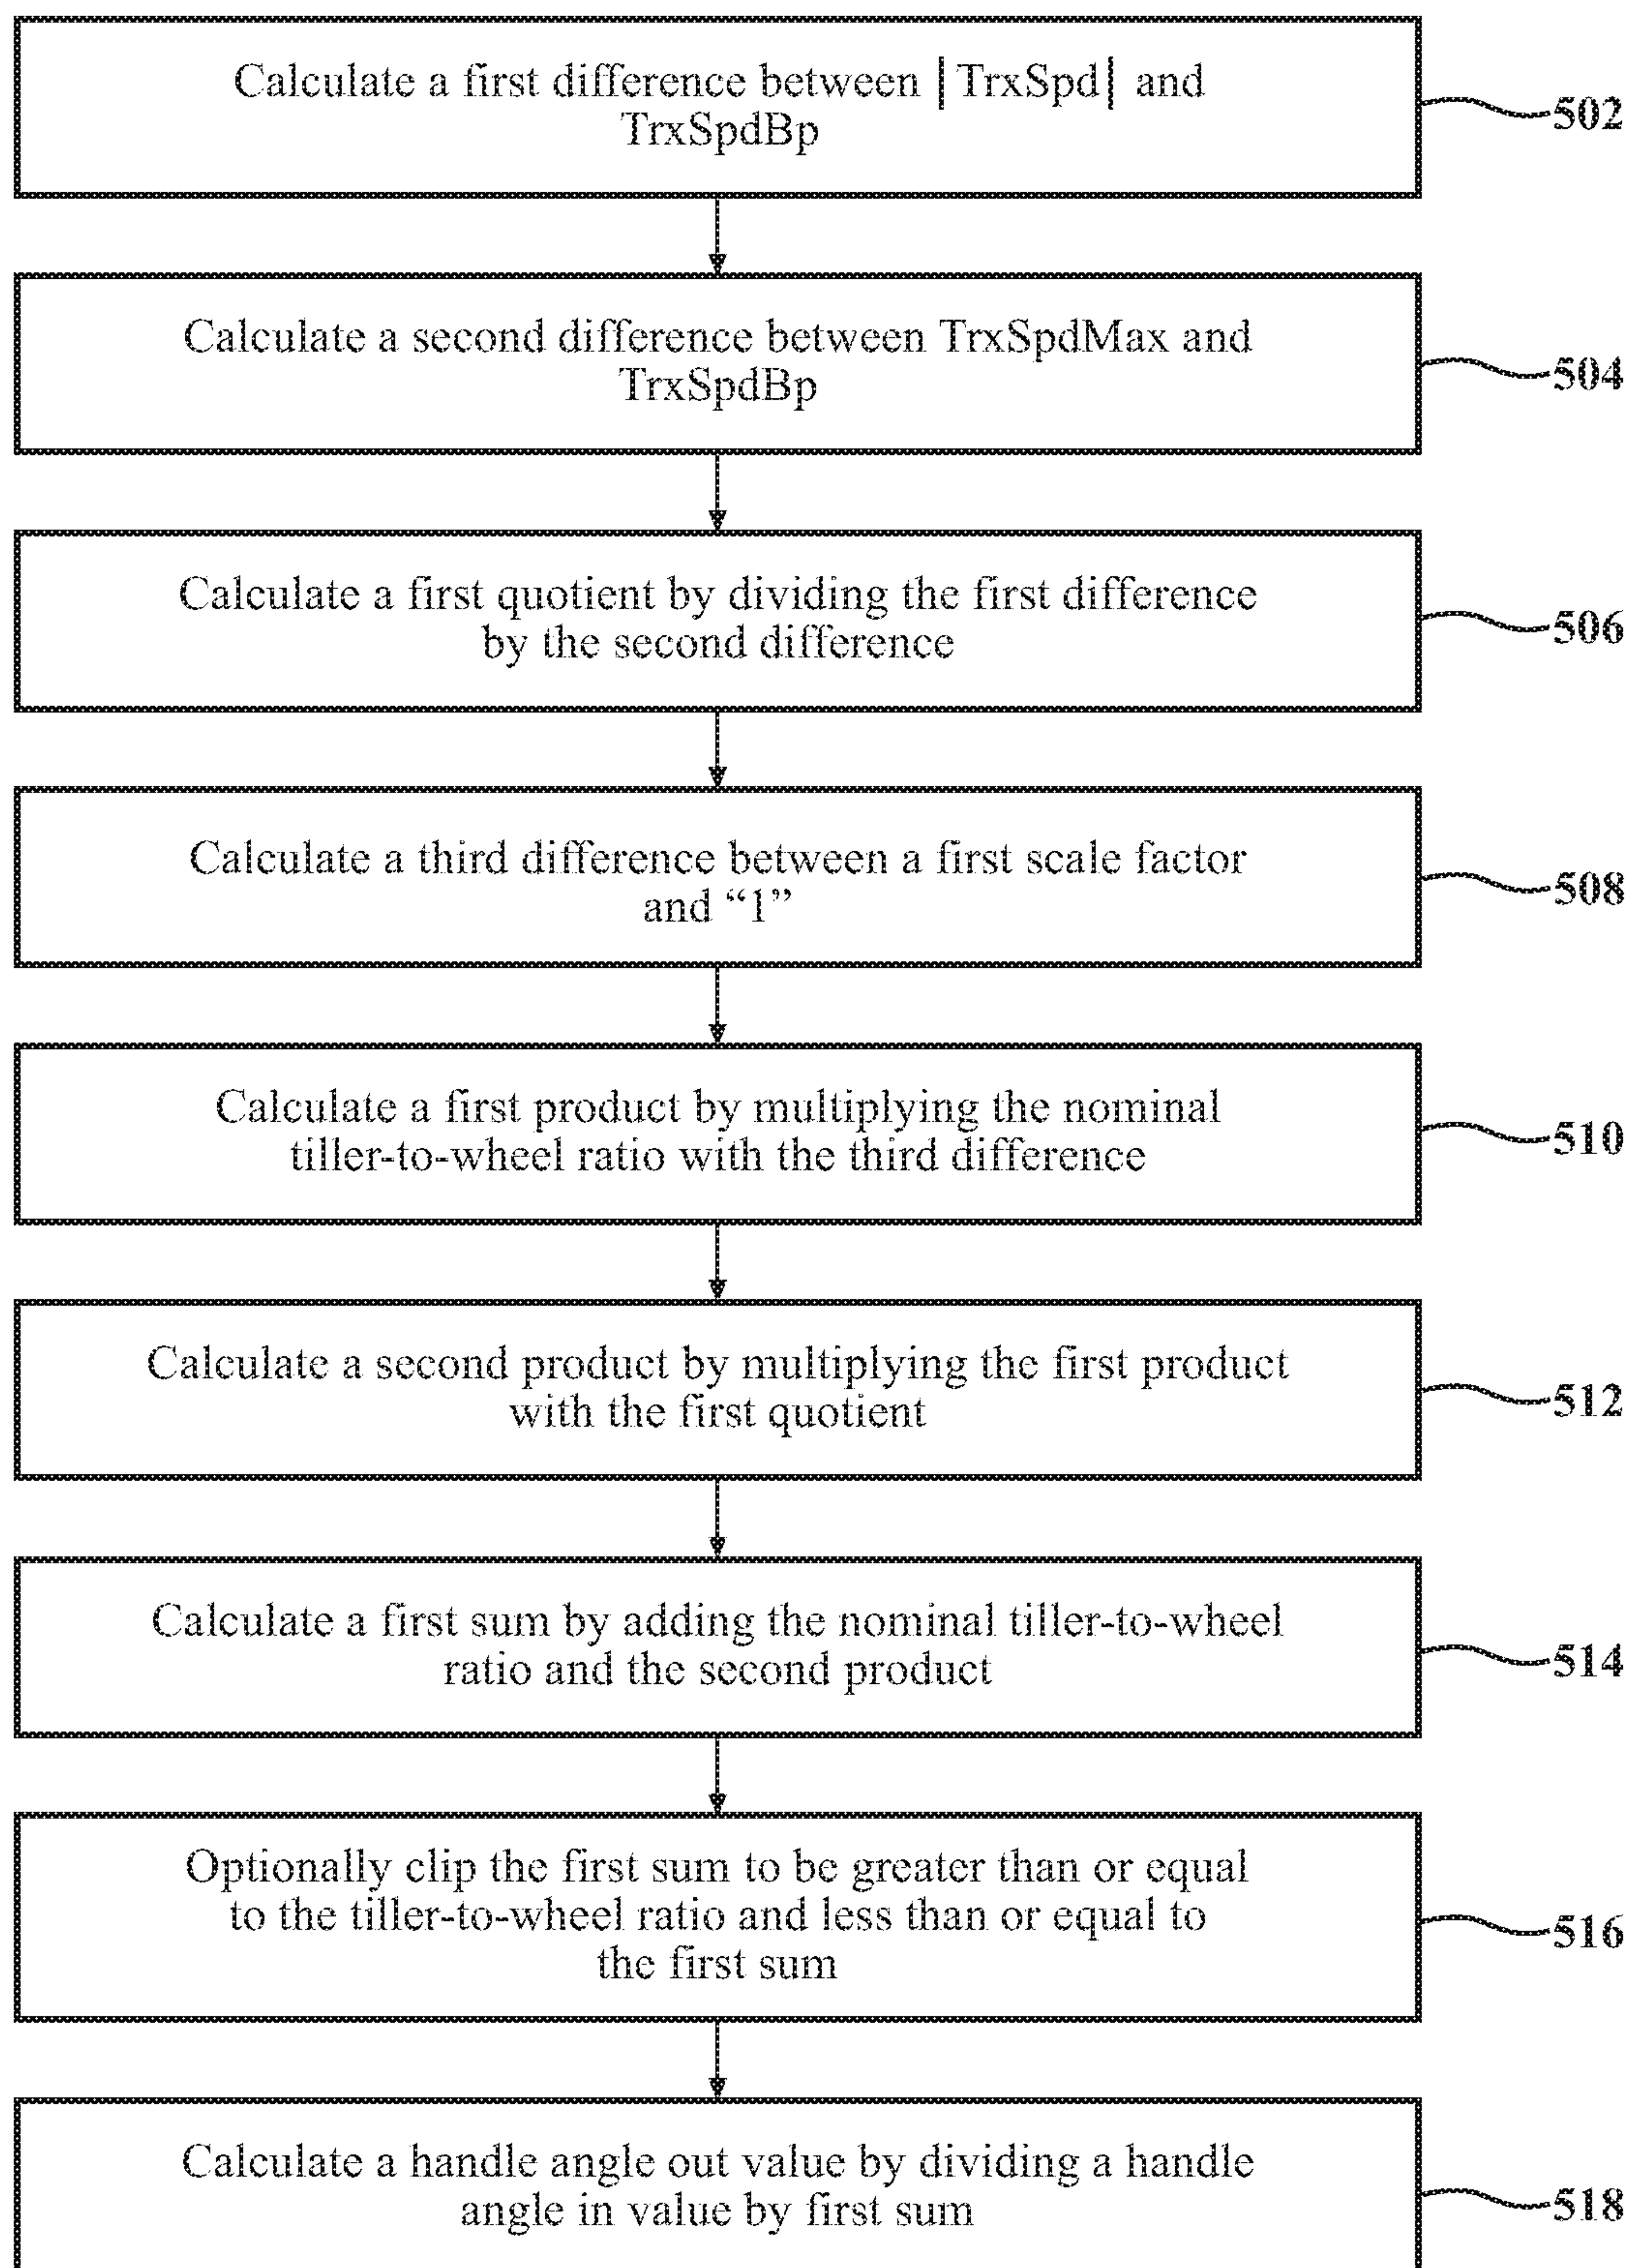 Calculate a first difference between |TrxSpd| and
TrxSpdBp
502
Calculate a second difference between TrxSpdMax and
TrxSpdBp
504
Calculate a first quotient by dividing the first difference
by the second difference
506
Calculate a third difference between a first scale factor
and “1”
508
Calculate a first product by multiplying the nominal
tiller-to-wheel ratio with the third difference
510
Calculate a second product by multiplying the first product
with the first quotient
512
Calculate a first sum by adding the nominal tiller-to-wheel
ratio and the second product
514
Optionally clip the first sum to be greater than or equal
to the tiller-to-wheel ratio and less than or equal to
the first sum
516
Calculate a handle angle out value by dividing a handle
angle in value by first sum
518